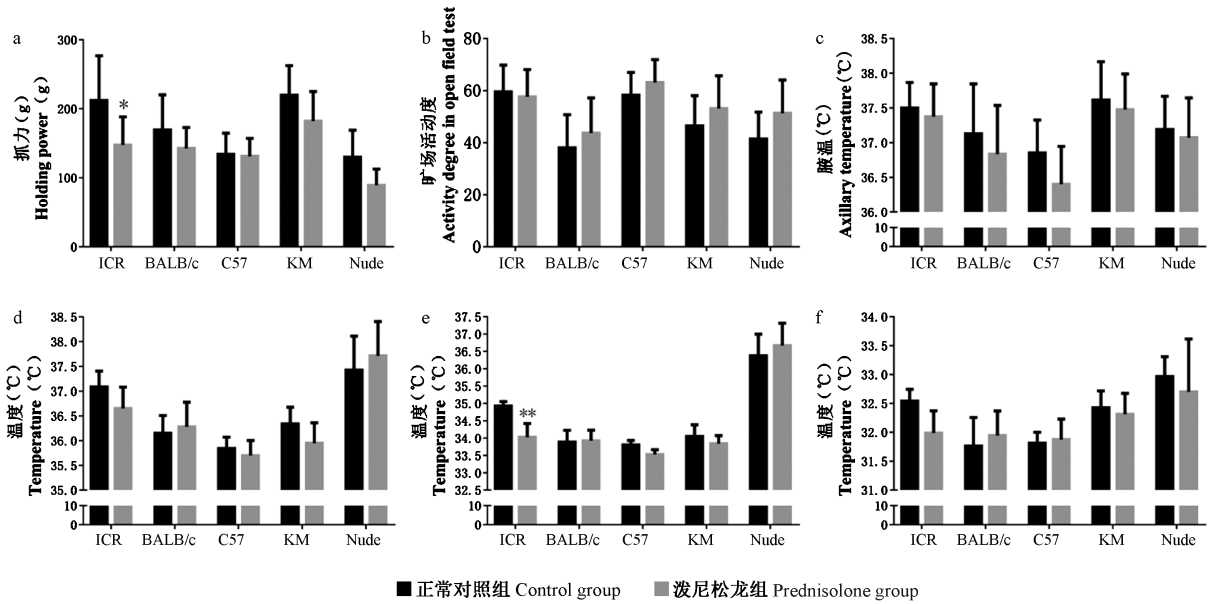 a
抓力(g)
Holding power (g)
300
200
100
0
*
ICR BALB/c C57 KM Nude
b
旷场活动度
Activity degree in open field test
80
60
40
20
0
ICR BALB/c C57 KM Nude
c
腋温(℃)
Axillary temperature(℃)
38.5
38.0
37.5
37.0
36.5
36.0
10
0
ICR BALB/c C57 KM Nude
d
温度(℃)
Temperature (℃)
38.5
38.0
37.5
37.0
36.5
36.0
35.5
35.0
10
0
ICR BALB/c C57 KM Nude
e
温度(℃)
Temperature (℃)
37.5
37.0
36.5
36.0
35.5
35.0
34.5
34.0
33.5
33.0
32.5
10
0
**
ICR BALB/c C57 KM Nude
f
温度(℃)
Temperature (℃)
34.0
33.5
33.0
32.5
32.0
31.5
31.0
10
0
ICR BALB/c C57 KM Nude
正常对照组 Control group 泼尼松龙组 Prednisolone group